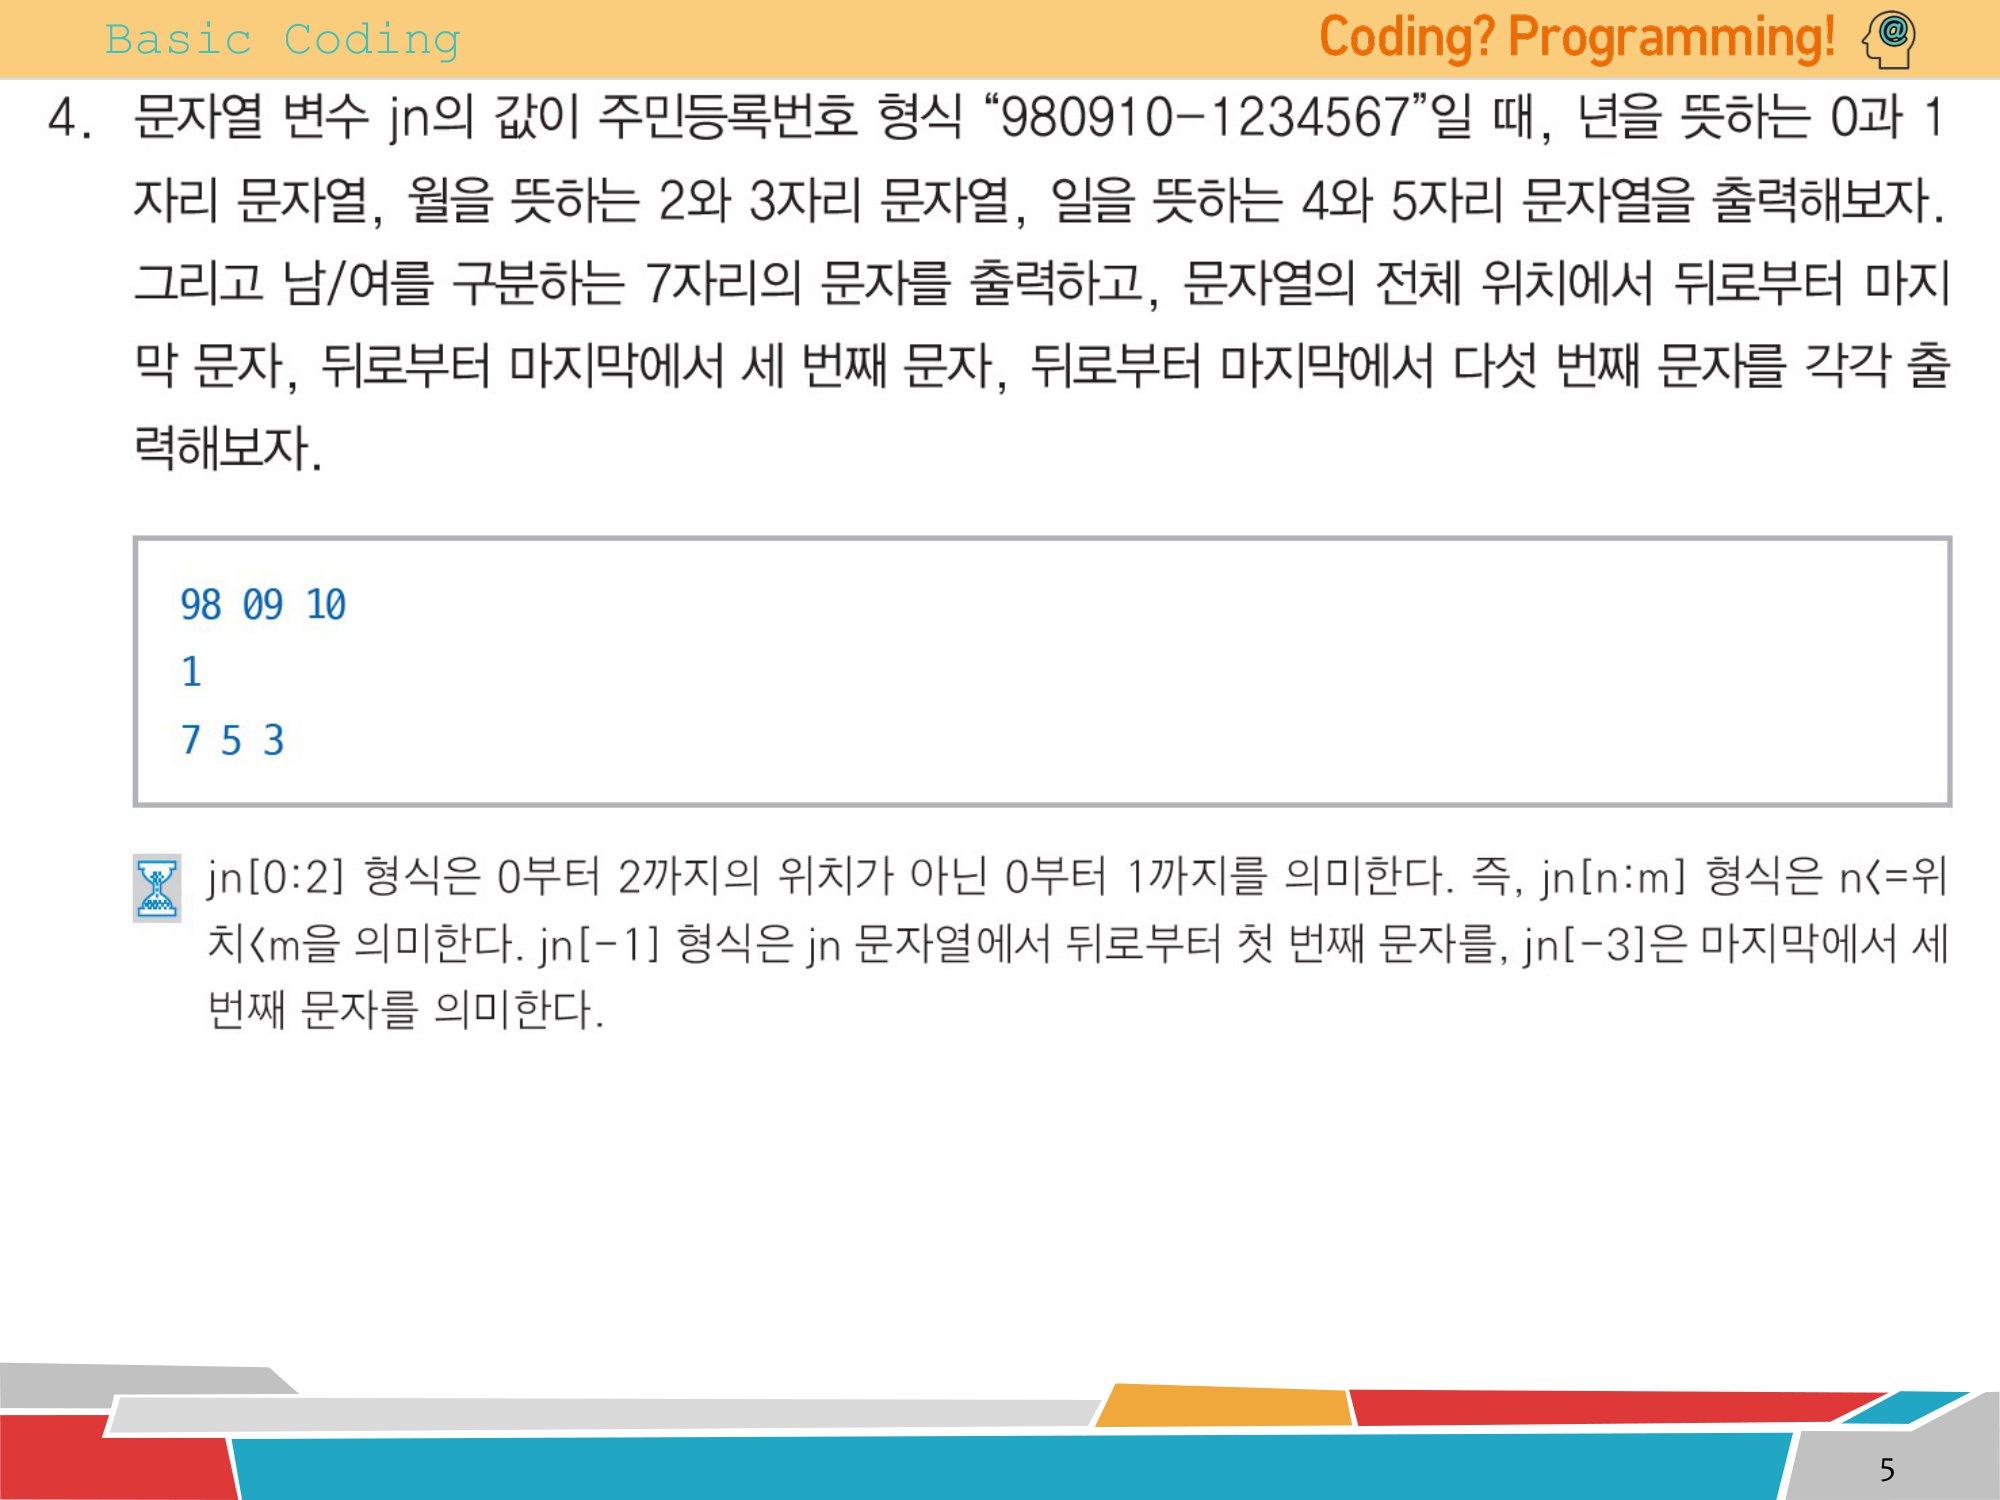 Basic Coding
Coding? Programming!
4. 문자열 변수 jn의 값이 주민등록번호 형식 “980910-1234567”일 때, 년을 뜻하는 0과 1
자리 문자열, 월을 뜻하는 2와 3자리 문자열, 일을 뜻하는 4와 5자리 문자열을 출력해보자.
그리고 남/여를 구분하는 7자리의 문자를 출력하고, 문자열의 전체 위치에서 뒤로부터 마지
막 문자, 뒤로부터 마지막에서 세 번째 문자, 뒤로부터 마지막에서 다섯 번째 문자를 각각 출
력해보자.
98 09 10
1
7 5 3
jn[0:2] 형식은 0부터 2까지의 위치가 아닌 0부터 1까지를 의미한다. 즉, jn[n:m] 형식은 n<=위
치<m을 의미한다. jn[-1] 형식은 jn 문자열에서 뒤로부터 첫 번째 문자를, jn[-3]은 마지막에서 세
번째 문자를 의미한다.
5